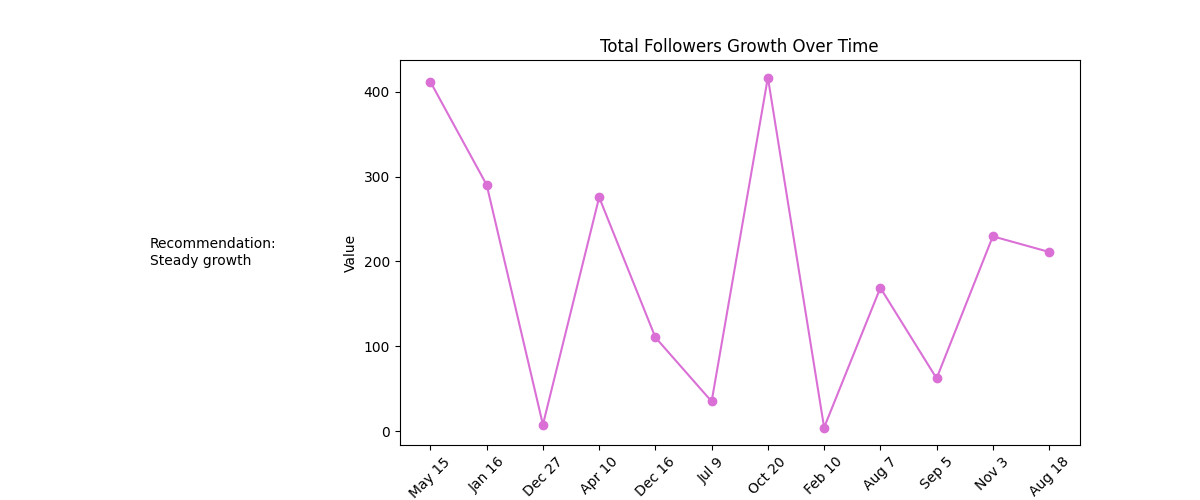 Total Followers Growth Over Time
Recommendation:
Steady growth
Value
400
300
200
100
0
May 15
Jan 16
Dec 27
Apr 10
Dec 16
Jul 9
Oct 20
Feb 10
Aug 7
Sep 5
Nov 3
Aug 18